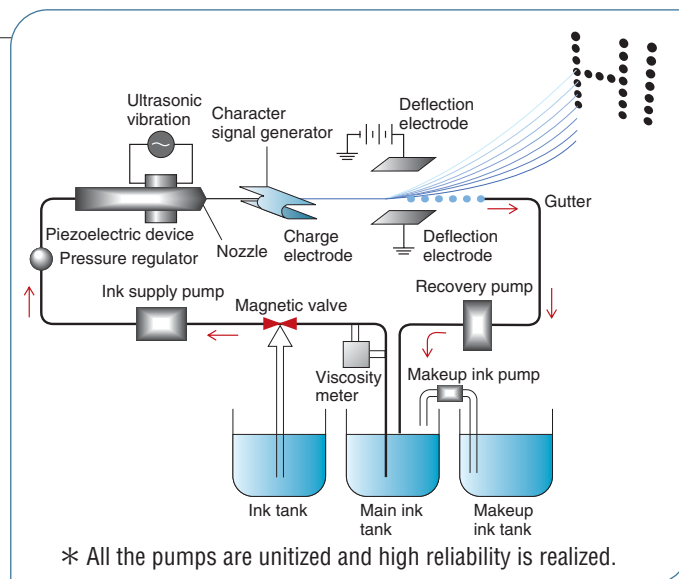 HI
Ultrasonic
vibration
Character
signal generator
Deflection
electrode
Gutter
Piezoelectric device
Nozzle
Charge
electrode
Deflection
electrode
Pressure regulator
Ink supply pump
Magnetic valve
Recovery pump
Viscosity
meter
Makeup ink pump
Ink tank
Main ink
tank
Makeup
ink tank
* All the pumps are unitized and high reliability is realized.